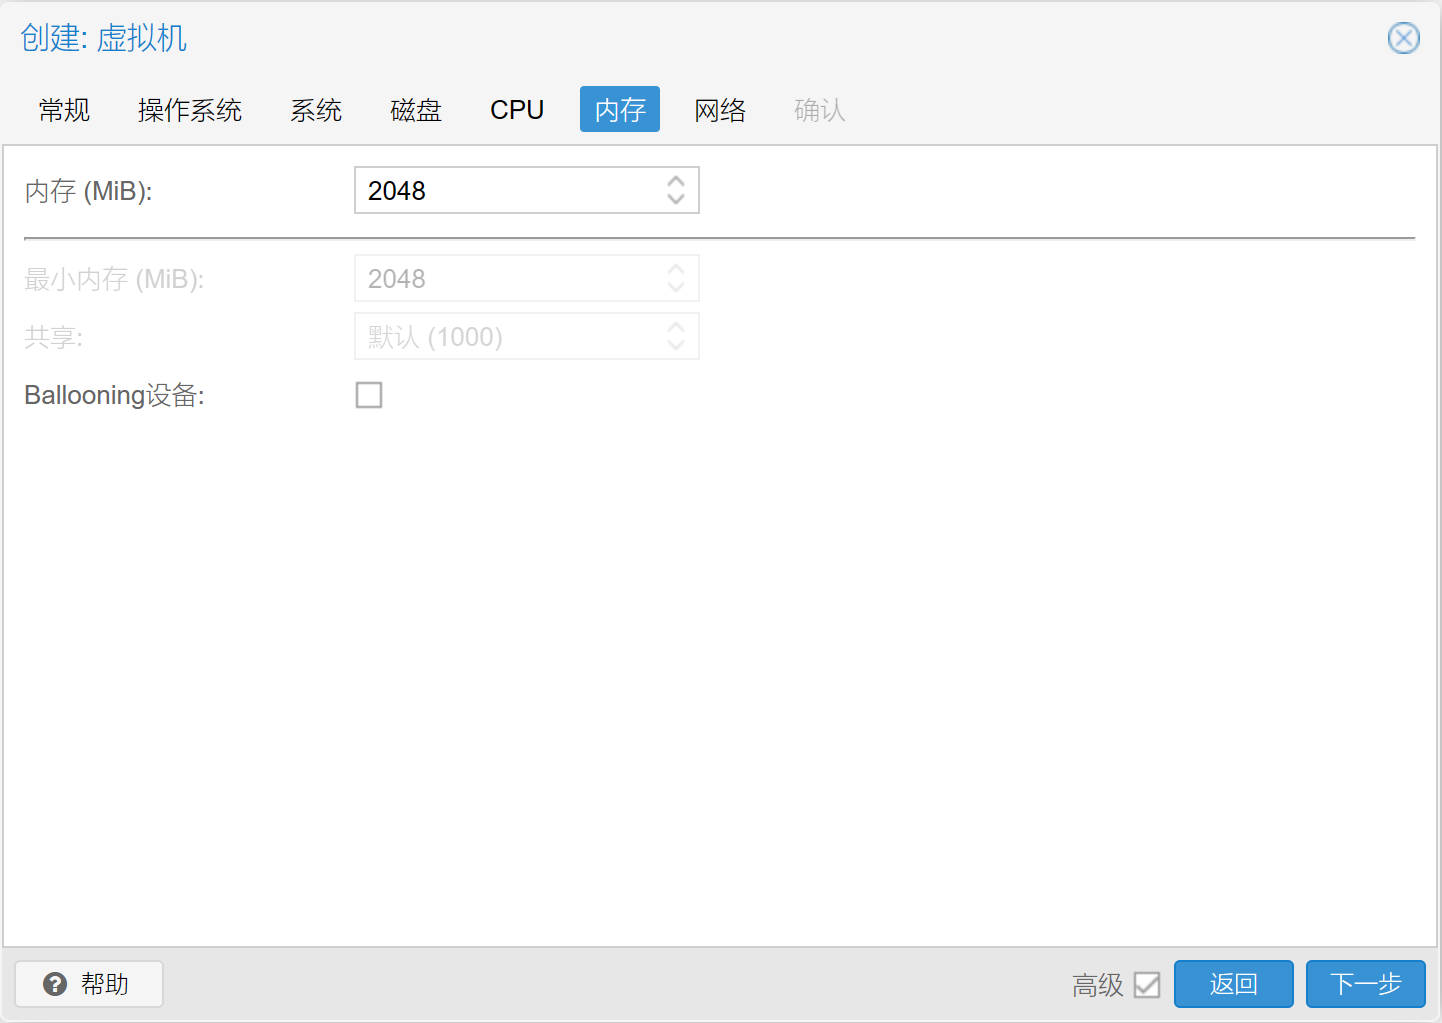 创建: 虚拟机
常规 操作系统 系统 磁盘 CPU 内存 网络 确认
内存 (MiB): 2048
最小内存 (MiB): 2048
共享: 默认 (1000)
Ballooning设备:
帮助 高级 返回 下一步